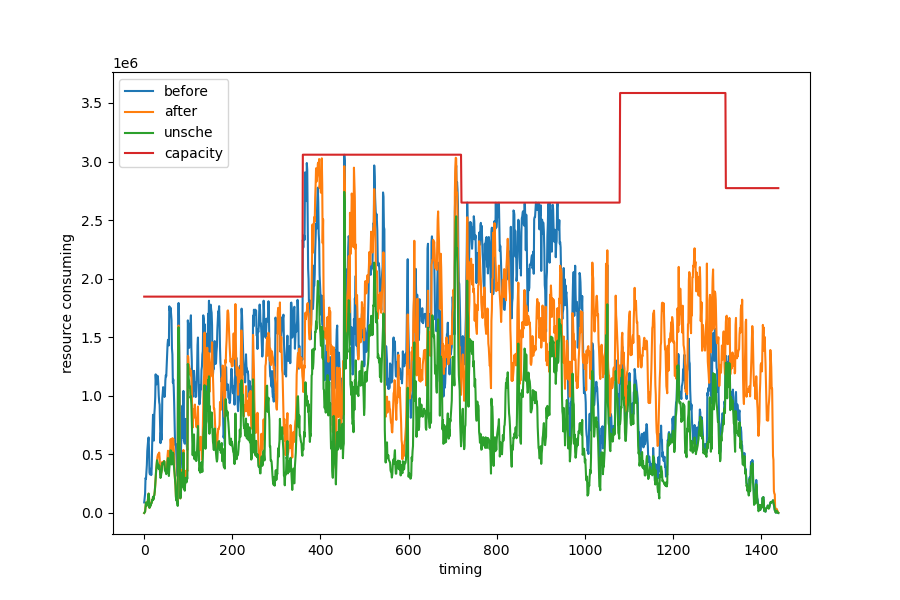 1e6
before
after
unsche
capacity
3.5
3.0
2.5
2.0
1.5
1.0
0.5
0.0
resource consuming
0 200 400 600 800 1000 1200 1400
timing